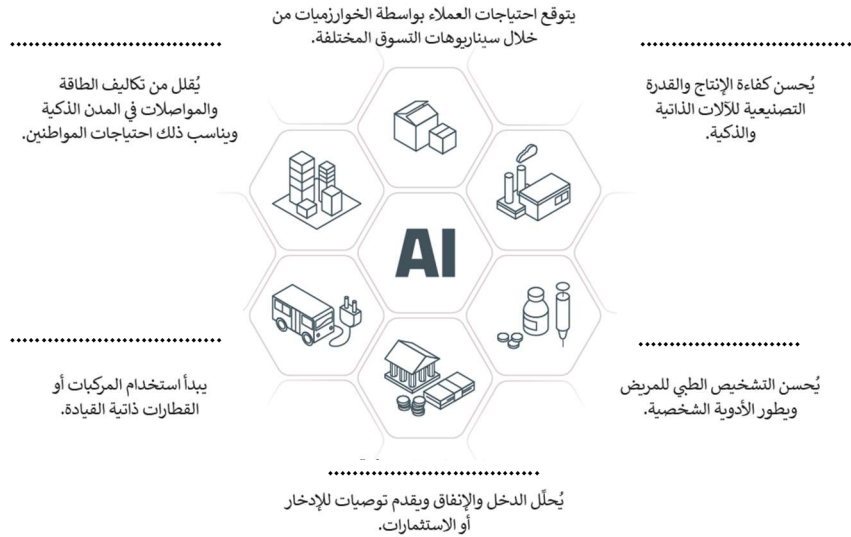 يتوقع احتياجات العملاء بواسطة الخوارزميات من
خلال سيناريوهات التسوق المختلفة.
يُحسن كفاءة الإنتاج والقدرة
التصنيعية للآلات الذاتية
والذكية.
يُقلل من تكاليف الطاقة
والمواصلات في المدن الذكية
ويناسب ذلك احتياجات المواطنين.
AI
يُحسن التشخيص الطبي للمريض
ويطور الأدوية الشخصية.
يبدأ استخدام المركبات أو
القطارات ذاتية القيادة.
يُحلِّل الدخل والإنفاق ويقدم توصيات للإدخار
أو الاستثمارات.